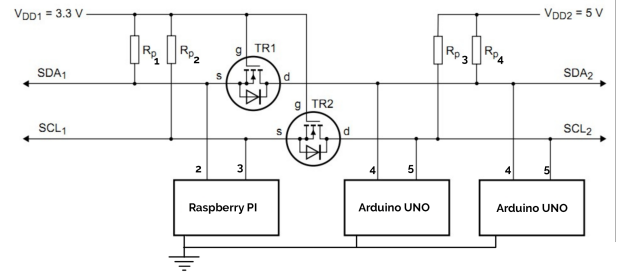 VDD1 = 3.3 V
VDD2 = 5 V
Rp1
Rp2
g
TR1
Rp3
Rp4
SDA1
s
d
SDA2
g
TR2
SCL1
s
d
SCL2
2
3
4
5
4
5
Raspberry PI
Arduino UNO
Arduino UNO